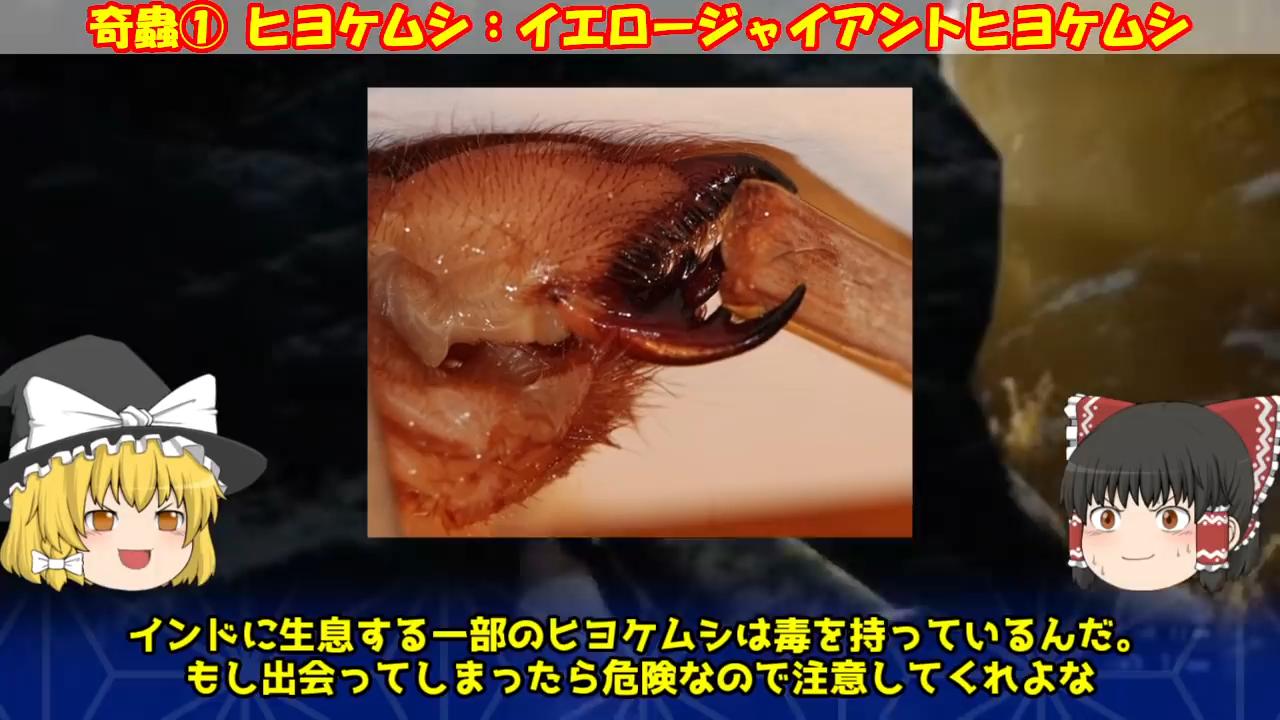 奇蟲① ヒヨケムシ：イエロージャイアントヒヨケムシ
インドに生息する一部のヒヨケムシは毒を持っているんだ。
もし出会ってしまったら危険なので注意してくれよな